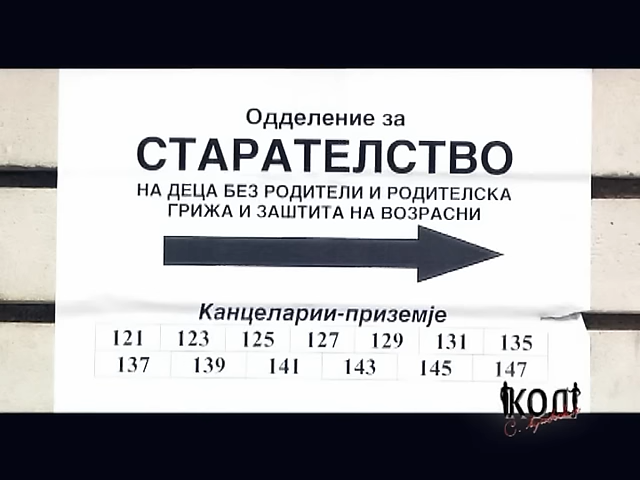 Одделение за
СТАРАТЕЛСТВО
НА ДЕЦА БЕЗ РОДИТЕЛИ И РОДИТЕЛСКА
ГРИЖА И ЗАШТИТА НА ВОЗРАСНИ
Канцеларии-приземје
121 123 125 127 129 131 135
137 139 141 143 145 147
КОД